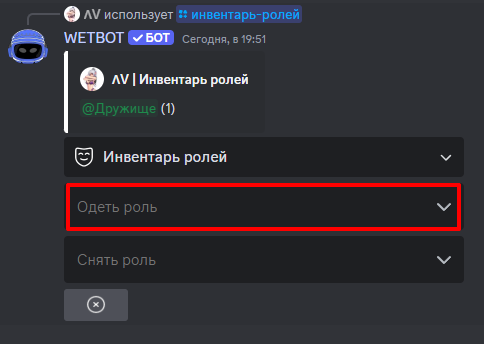 ΛV использует инвентарь-ролей
WETBOT БОТ Сегодня, в 19:51
ΛV | Инвентарь ролей
@Дружище (1)
Инвентарь ролей
Одеть роль
Снять роль